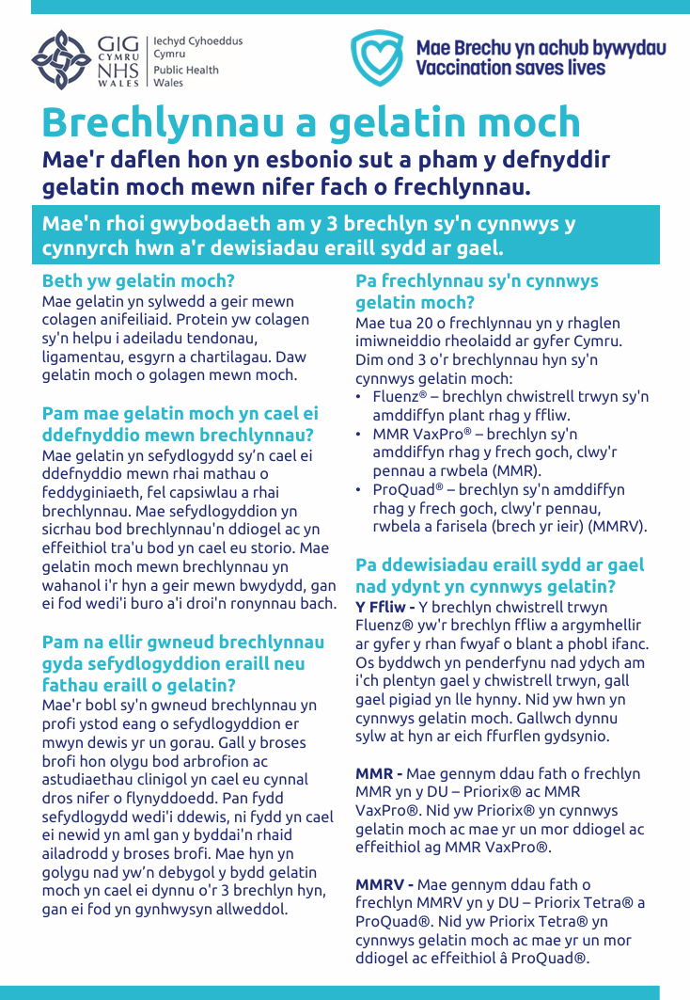 GIG
CYMRU
NHS
WALES
Iechyd Cyhoeddus
Cymru
Public Health
Wales
Mae Brechu yn achub bywydau
Vaccination saves lives
Brechlynnau a gelatin moch
Mae'r daflen hon yn esbonio sut a pham y defnyddir
gelatin moch mewn nifer fach o frechlynnau.
Mae'n rhoi gwybodaeth am y 3 brechlyn sy'n cynnwys y
cynnyrch hwn a'r dewisiadau eraill sydd ar gael.
Beth yw gelatin moch?
Mae gelatin yn sylwedd a geir mewn
colagen anifeiliaid. Protein yw colagen
sy'n helpu i adeiladu tendonau,
ligamentau, esgyrn a chartilagau. Daw
gelatin moch o golagen mewn moch.
Pam mae gelatin moch yn cael ei
ddefnyddio mewn brechlynnau?
Mae gelatin yn sefydlogydd sy’n cael ei
ddefnyddio mewn rhai mathau o
feddyginiaeth, fel capsiwlau a rhai
brechlynnau. Mae sefydlogyddion yn
sicrhau bod brechlynnau'n ddiogel ac yn
effeithiol tra'u bod yn cael eu storio. Mae
gelatin moch mewn brechlynnau yn
wahanol i'r hyn a geir mewn bwydydd, gan
ei fod wedi'i buro a'i droi'n ronynnau bach.
Pam na ellir gwneud brechlynnau
gyda sefydlogyddion eraill neu
fathau eraill o gelatin?
Mae'r bobl sy'n gwneud brechlynnau yn
profi ystod eang o sefydlogyddion er
mwyn dewis yr un gorau. Gall y broses
brofi hon olygu bod arbrofion ac
astudiaethau clinigol yn cael eu cynnal
dros nifer o flynyddoedd. Pan fydd
sefydlogydd wedi'i ddewis, ni fydd yn cael
ei newid yn aml gan y byddai'n rhaid
ailadrodd y broses brofi. Mae hyn yn
golygu nad yw’n debygol y bydd gelatin
moch yn cael ei dynnu o'r 3 brechlyn hyn,
gan ei fod yn gynhwysyn allweddol.
Pa frechlynnau sy'n cynnwys
gelatin moch?
Mae tua 20 o frechlynnau yn y rhaglen
imiwneiddio rheolaidd ar gyfer Cymru.
Dim ond 3 o'r brechlynnau hyn sy'n
cynnwys gelatin moch:
• Fluenz® – brechlyn chwistrell trwyn sy'n
amddiffyn plant rhag y ffliw.
• MMR VaxPro® – brechlyn sy'n
amddiffyn rhag y frech goch, clwy'r
pennau a rwbela (MMR).
• ProQuad® – brechlyn sy'n amddiffyn
rhag y frech goch, clwy'r pennau,
rwbela a farisela (brech yr ieir) (MMRV).
Pa ddewisiadau eraill sydd ar gael
nad ydynt yn cynnwys gelatin?
Y Ffliw - Y brechlyn chwistrell trwyn
Fluenz® yw'r brechlyn ffliw a argymhellir
ar gyfer y rhan fwyaf o blant a phobl ifanc.
Os byddwch yn penderfynu nad ydych am
i'ch plentyn gael y chwistrell trwyn, gall
gael pigiad yn lle hynny. Nid yw hwn yn
cynnwys gelatin moch. Gallwch dynnu
sylw at hyn ar eich ffurflen gydsynio.
MMR - Mae gennym ddau fath o frechlyn
MMR yn y DU – Priorix® ac MMR
VaxPro®. Nid yw Priorix® yn cynnwys
gelatin moch ac mae yr un mor ddiogel ac
effeithiol ag MMR VaxPro®.
MMRV - Mae gennym ddau fath o
frechlyn MMRV yn y DU – Priorix Tetra® a
ProQuad®. Nid yw Priorix Tetra® yn
cynnwys gelatin moch ac mae yr un mor
ddiogel ac effeithiol â ProQuad®.